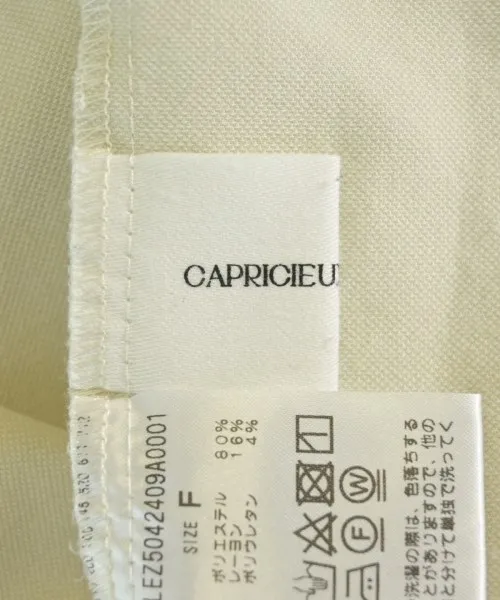 CAPRICIEU
LEZ5042409A0001
SIZE F
ポリエステル 80%
レーヨン 16%
ポリウレタン 4%
洗濯の際は、色落ちする
とがありますので、他の
と分けて単独で洗ってく